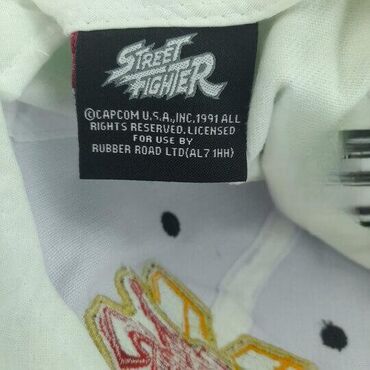 STREET
FIGHTER
©CAPCOM U.S.A.,INC.1991 ALL
RIGHTS RESERVED.LICENSED
FOR USE BY
RUBBER ROAD LTD(AL7 1HH)